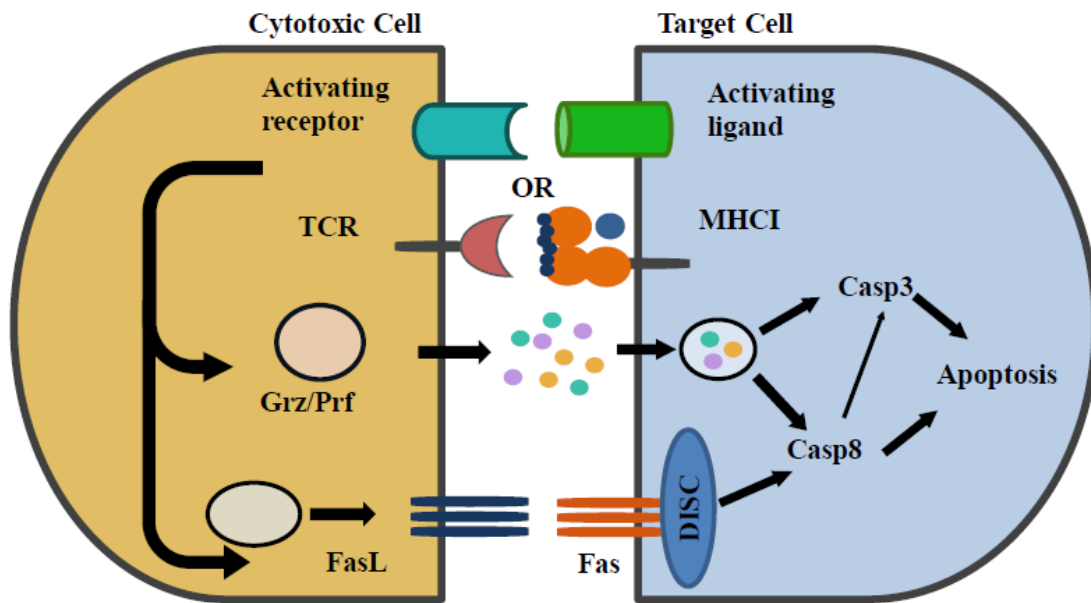 Cytotoxic Cell
Target Cell
Activating
receptor
Activating
ligand
OR
TCR
MHCI
Casp3
Grz/Prf
Apoptosis
Casp8
DISC
FasL
Fas